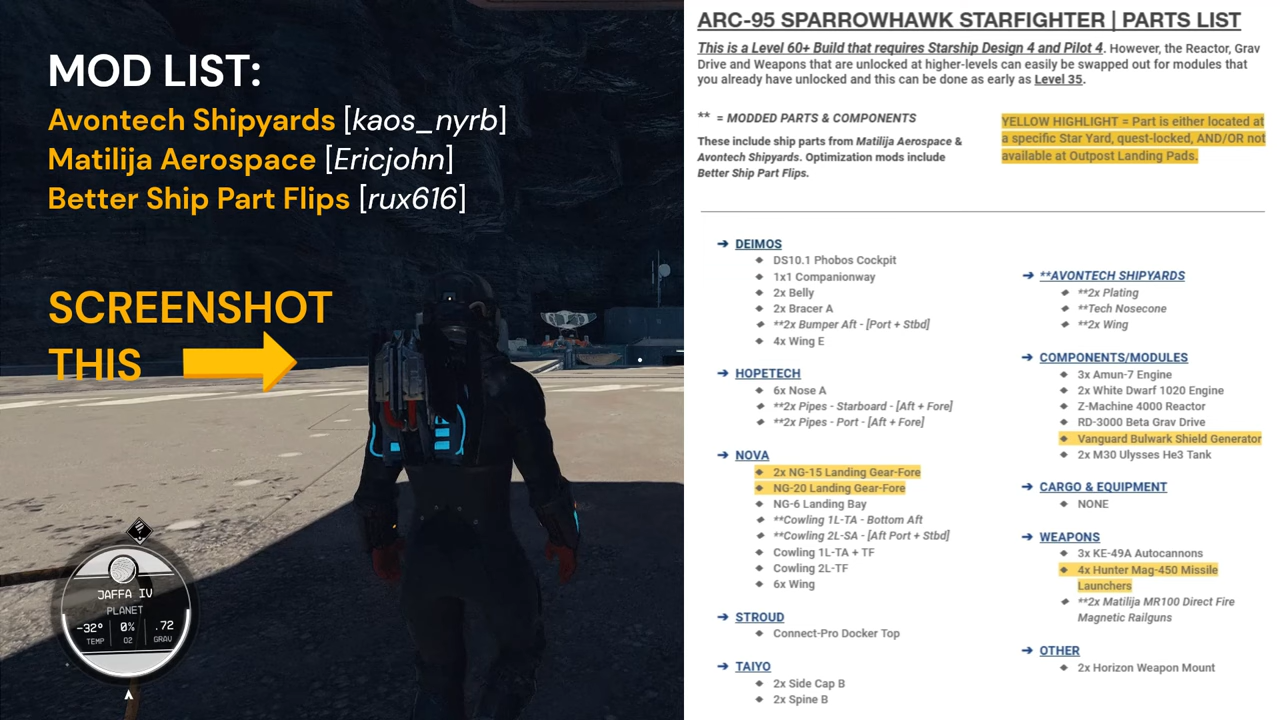 MOD LIST:
Avontech Shipyards [kaos_nyrb]
Matilija Aerospace [Ericjohn]
Better Ship Part Flips [rux616]
SCREENSHOT
THIS
JAFFA IV
PLANET
-32° 0% .72
TEMP O2 GRAV
ARC-95 SPARROWHAWK STARFIGHTER | PARTS LIST
This is a Level 60+ Build that requires Starship Design 4 and Pilot 4. However, the Reactor, Grav
Drive and Weapons that are unlocked at higher-levels can easily be swapped out for modules that
you already have unlocked and this can be done as early as Level 35.
** = MODDED PARTS & COMPONENTS
These include ship parts from Matilija Aerospace &
Avontech Shipyards. Optimization mods include
Better Ship Part Flips.
YELLOW HIGHLIGHT = Part is either located at
a specific Star Yard, quest-locked, AND/OR not
available at Outpost Landing Pads.
➔ DEIMOS
◆ DS10.1 Phobos Cockpit
◆ 1x1 Companionway
◆ 2x Belly
◆ 2x Bracer A
◆ **2x Bumper Aft - [Port + Stbd]
◆ 4x Wing E
➔ HOPETECH
◆ 6x Nose A
◆ **2x Pipes - Starboard - [Aft + Fore]
◆ **2x Pipes - Port - [Aft + Fore]
➔ NOVA
◆ 2x NG-15 Landing Gear-Fore
◆ NG-20 Landing Gear-Fore
◆ NG-6 Landing Bay
◆ **Cowling 1L-TA - Bottom Aft
◆ **Cowling 2L-SA - [Aft Port + Stbd]
◆ Cowling 1L-TA + TF
◆ Cowling 2L-TF
◆ 6x Wing
➔ STROUD
◆ Connect-Pro Docker Top
➔ TAIYO
◆ 2x Side Cap B
◆ 2x Spine B
➔ **AVONTECH SHIPYARDS
◆ **2x Plating
◆ **Tech Nosecone
◆ **2x Wing
➔ COMPONENTS/MODULES
◆ 3x Amun-7 Engine
◆ 2x White Dwarf 1020 Engine
◆ Z-Machine 4000 Reactor
◆ RD-3000 Beta Grav Drive
◆ Vanguard Bulwark Shield Generator
◆ 2x M30 Ulysses He3 Tank
➔ CARGO & EQUIPMENT
◆ NONE
➔ WEAPONS
◆ 3x KE-49A Autocannons
◆ 4x Hunter Mag-450 Missile
Launchers
◆ **2x Matilija MR100 Direct Fire
Magnetic Railguns
➔ OTHER
◆ 2x Horizon Weapon Mount